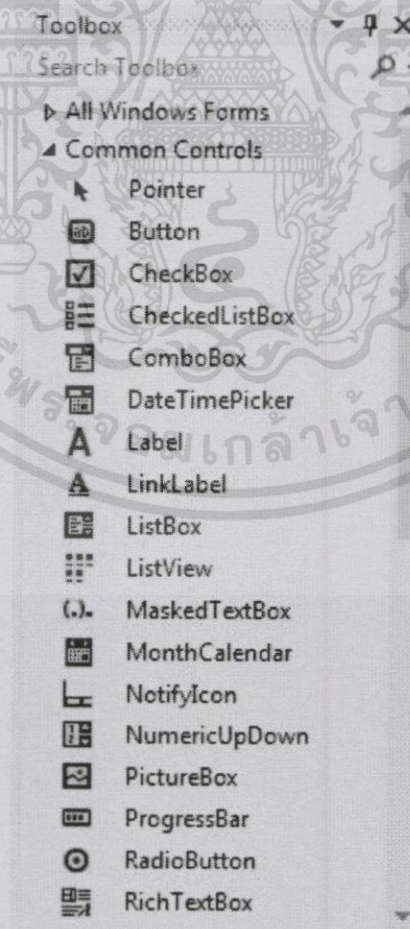 Toolbox
Search Toolbox
All Windows Forms
Common Controls
Pointer
Button
CheckBox
CheckedListBox
ComboBox
DateTimePicker
Label
LinkLabel
ListBox
ListView
MaskedTextBox
MonthCalendar
NotifyIcon
NumericUpDown
PictureBox
ProgressBar
RadioButton
RichTextBox